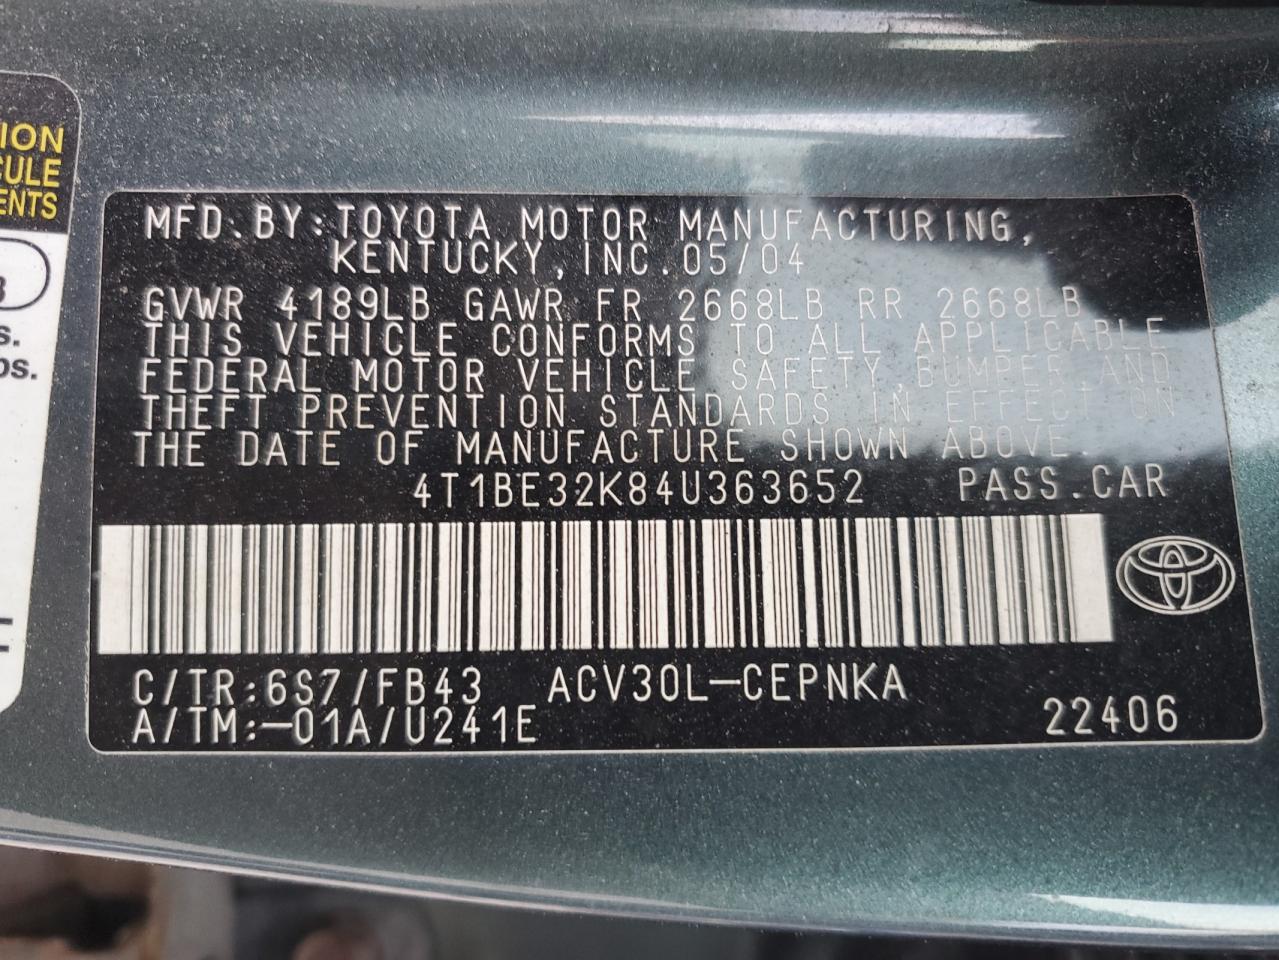 ION
CULE
ENTS
s.
os.
MFD.BY:TOYOTA MOTOR MANUFACTURING,
KENTUCKY,INC.05/04
GVWR 4189LB GAWR FR 2668LB RR 2668LB
THIS VEHICLE CONFORMS TO ALL APPLICABLE
FEDERAL MOTOR VEHICLE SAFETY,BUMPER,AND
THEFT PREVENTION STANDARDS IN EFFECT ON
THE DATE OF MANUFACTURE SHOWN ABOVE.
4T1BE32K84U363652 PASS.CAR
C/TR:6S7/FB43 ACV30L-CEPNKA
A/TM:-01A/U241E 22406